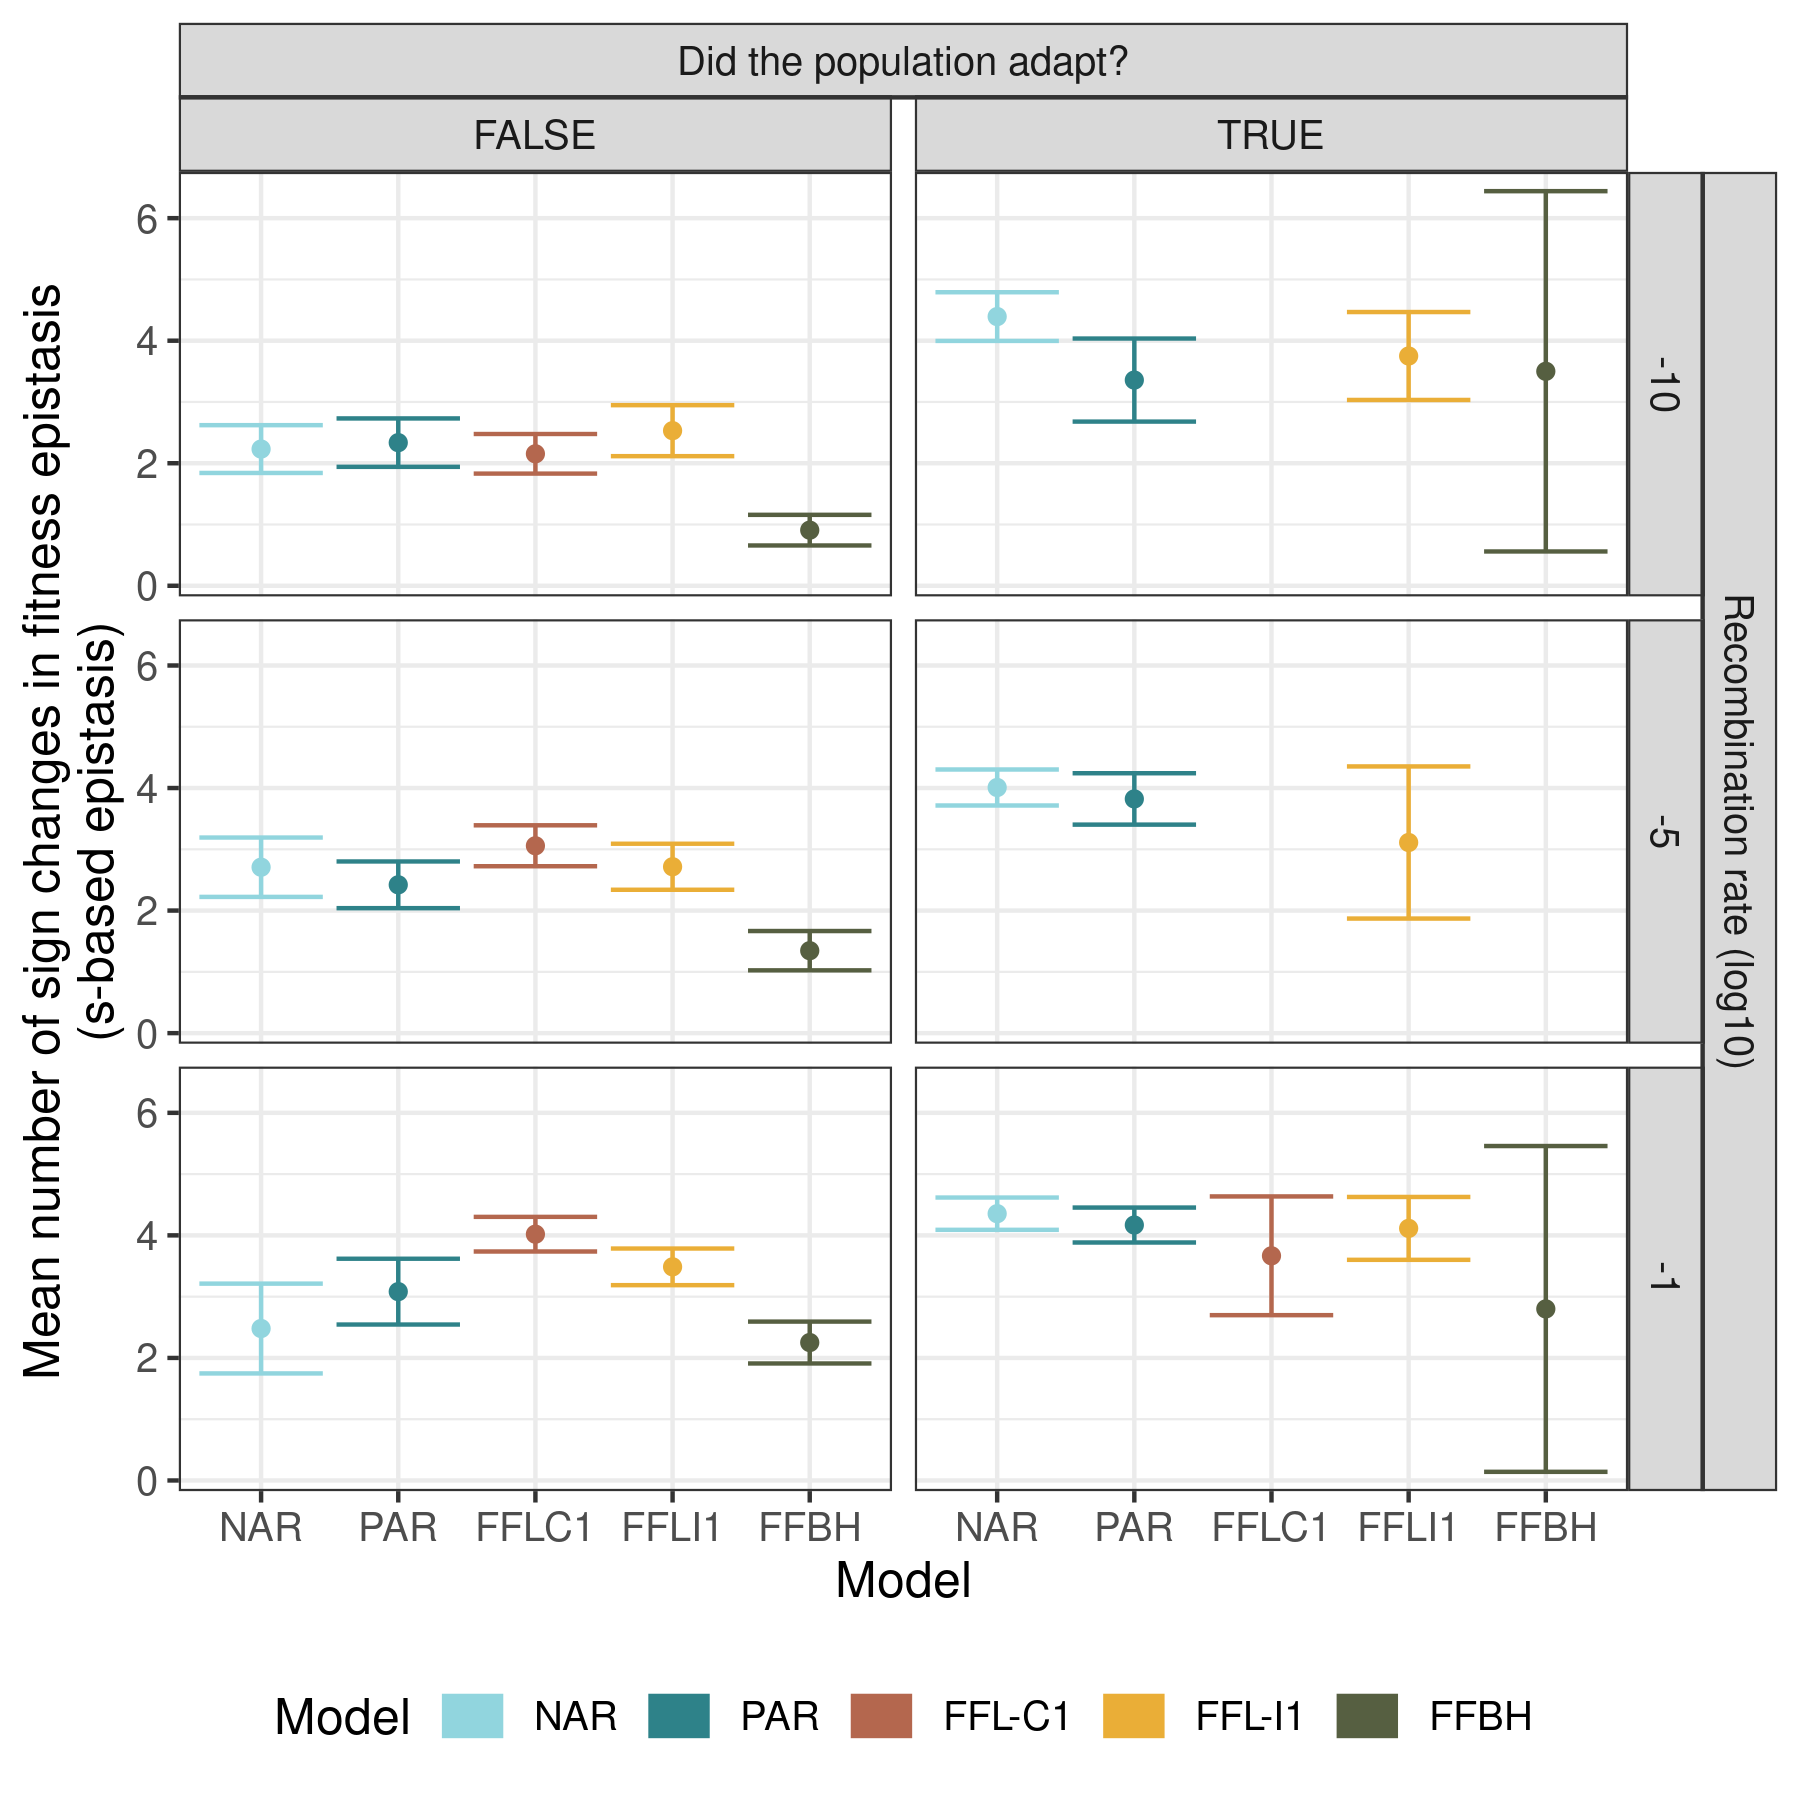 Did the population adapt?
FALSE
TRUE
Mean number of sign changes in fitness epistasis
(s-based epistasis)
6
4
2
0
-10
6
4
2
0
-5
6
4
2
0
-1
Recombination rate (log10)
NAR PAR FFLC1 FFLI1 FFBH
NAR PAR FFLC1 FFLI1 FFBH
Model
Model NAR PAR FFL-C1 FFL-I1 FFBH